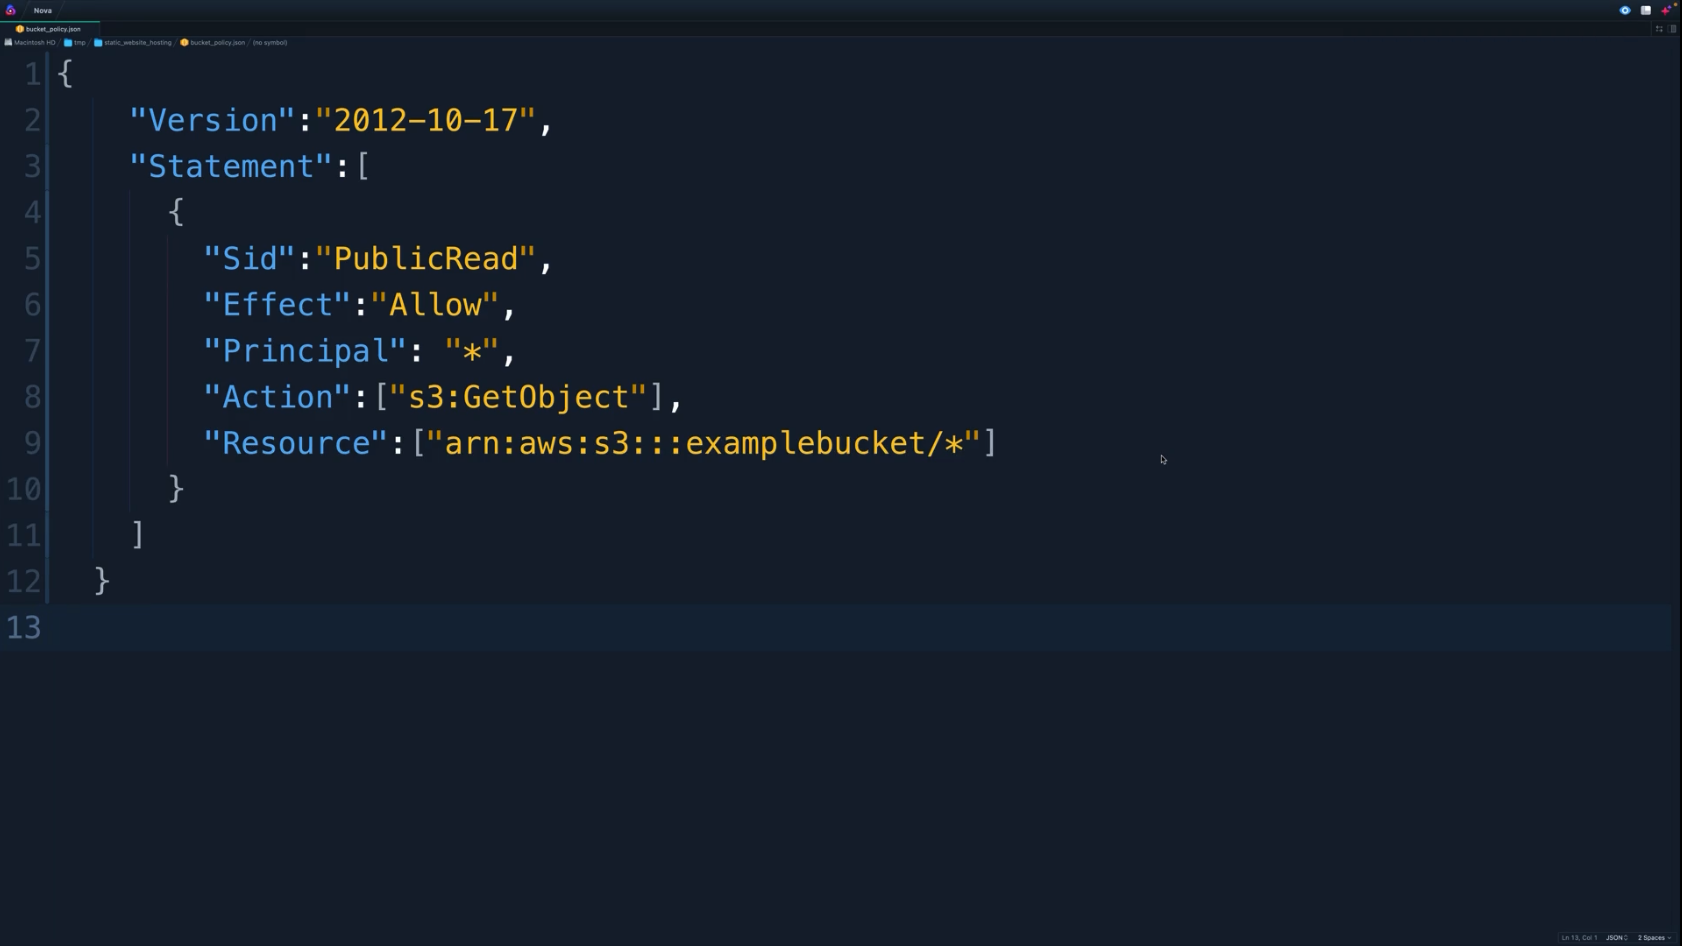 Nova
bucket_policy.json
Macintosh HD / tmp / static_website_hosting / bucket_policy.json / (no symbol)
1 {
2 "Version":"2012-10-17",
3 "Statement":[
4 {
5 "Sid":"PublicRead",
6 "Effect":"Allow",
7 "Principal": "*",
8 "Action":["s3:GetObject"],
9 "Resource":["arn:aws:s3:::examplebucket/*"]
10 }
11 ]
12 }
13
Ln 13, Col 1 JSON 2 Spaces